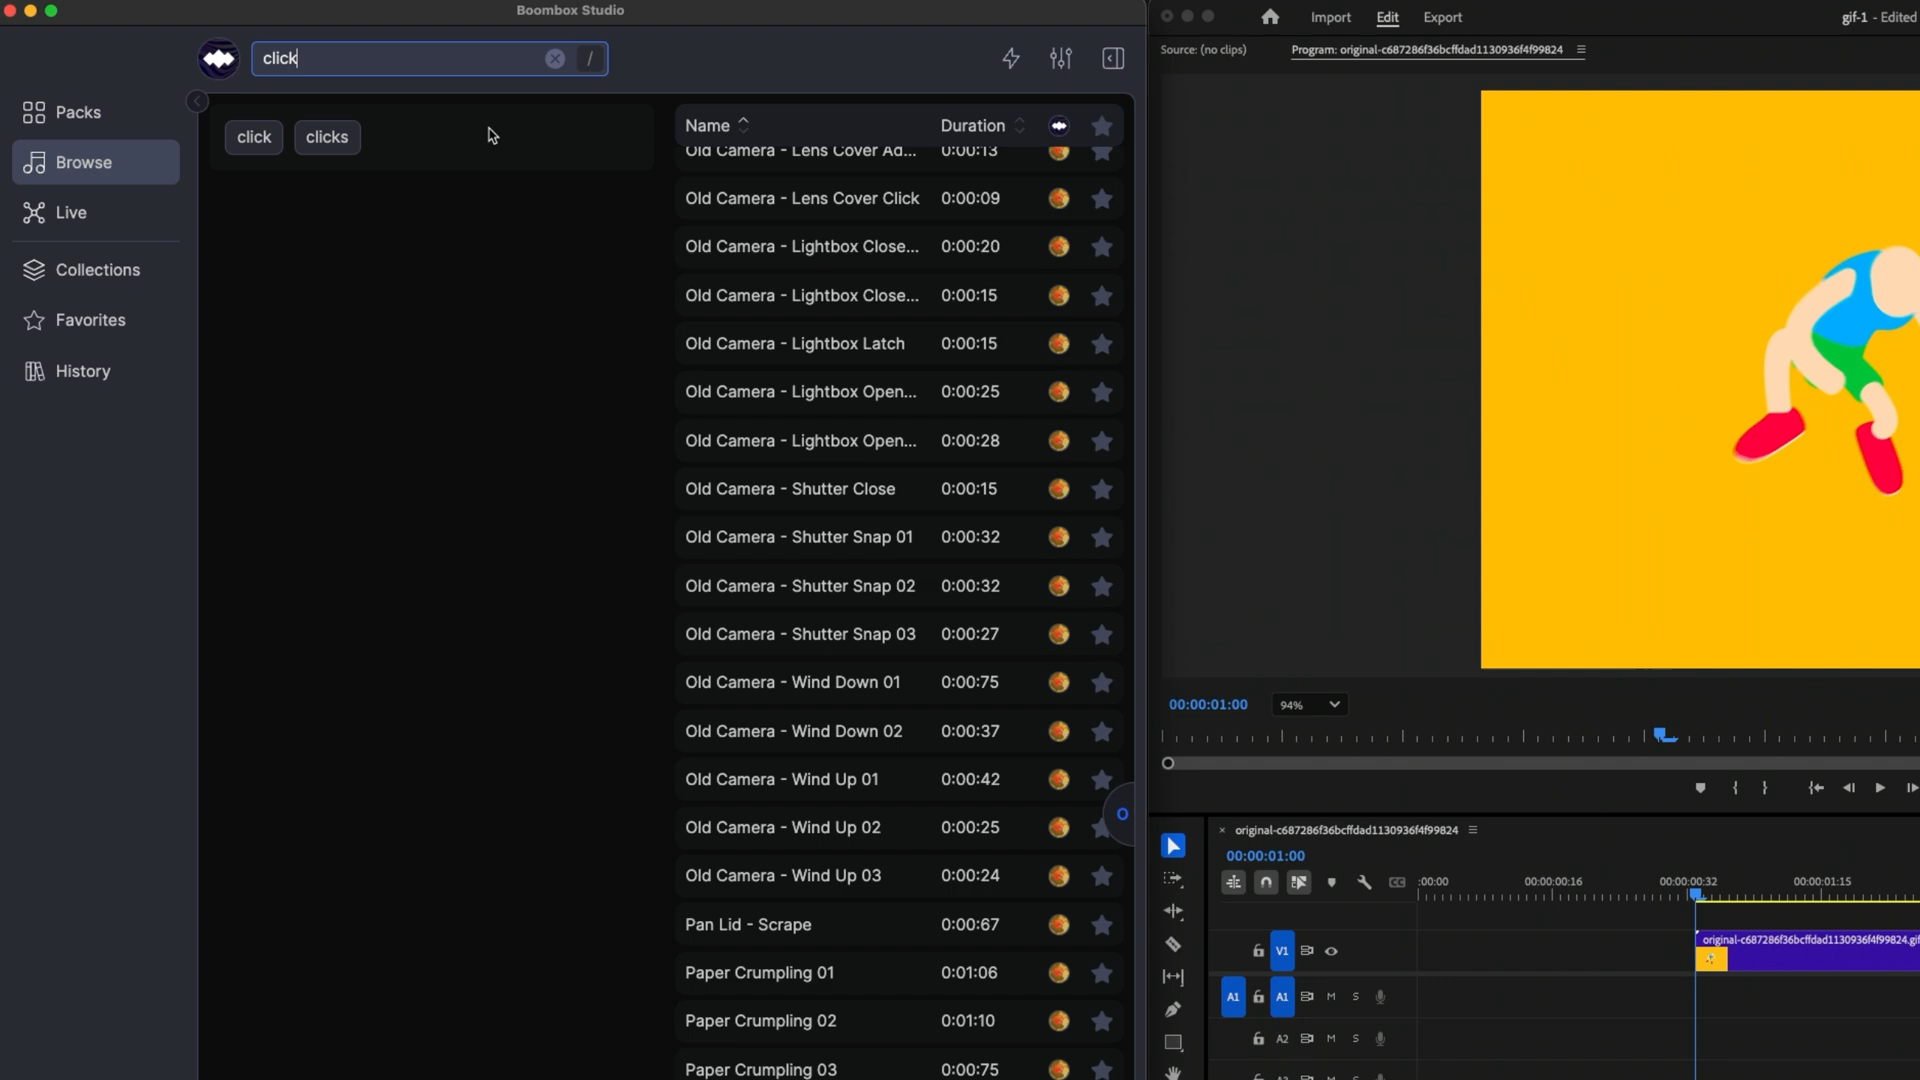 Boombox Studio
click
/
Packs
Browse
Live
Collections
Favorites
History
click clicks
Name Duration
Old Camera - Lens Cover Ad... 0:00:13
Old Camera - Lens Cover Click 0:00:09
Old Camera - Lightbox Close... 0:00:20
Old Camera - Lightbox Close... 0:00:15
Old Camera - Lightbox Latch 0:00:15
Old Camera - Lightbox Open... 0:00:25
Old Camera - Lightbox Open... 0:00:28
Old Camera - Shutter Close 0:00:15
Old Camera - Shutter Snap 01 0:00:32
Old Camera - Shutter Snap 02 0:00:32
Old Camera - Shutter Snap 03 0:00:27
Old Camera - Wind Down 01 0:00:75
Old Camera - Wind Down 02 0:00:37
Old Camera - Wind Up 01 0:00:42
Old Camera - Wind Up 02 0:00:25
Old Camera - Wind Up 03 0:00:24
Pan Lid - Scrape 0:00:67
Paper Crumpling 01 0:01:06
Paper Crumpling 02 0:01:10
Paper Crumpling 03 0:00:75
Import Edit Export
gif-1 - Edited
Source: (no clips)
Program: original-c687286f36bcffdad1130936f4f99824
00:00:01:00
94%
original-c687286f36bcffdad1130936f4f99824
00:00:01:00
:00:00 00:00:00:16 00:00:00:32 00:00:01:15
V1
original-c687286f36bcffdad1130936f4f99824.gif
A1 A1 M S
A2 M S